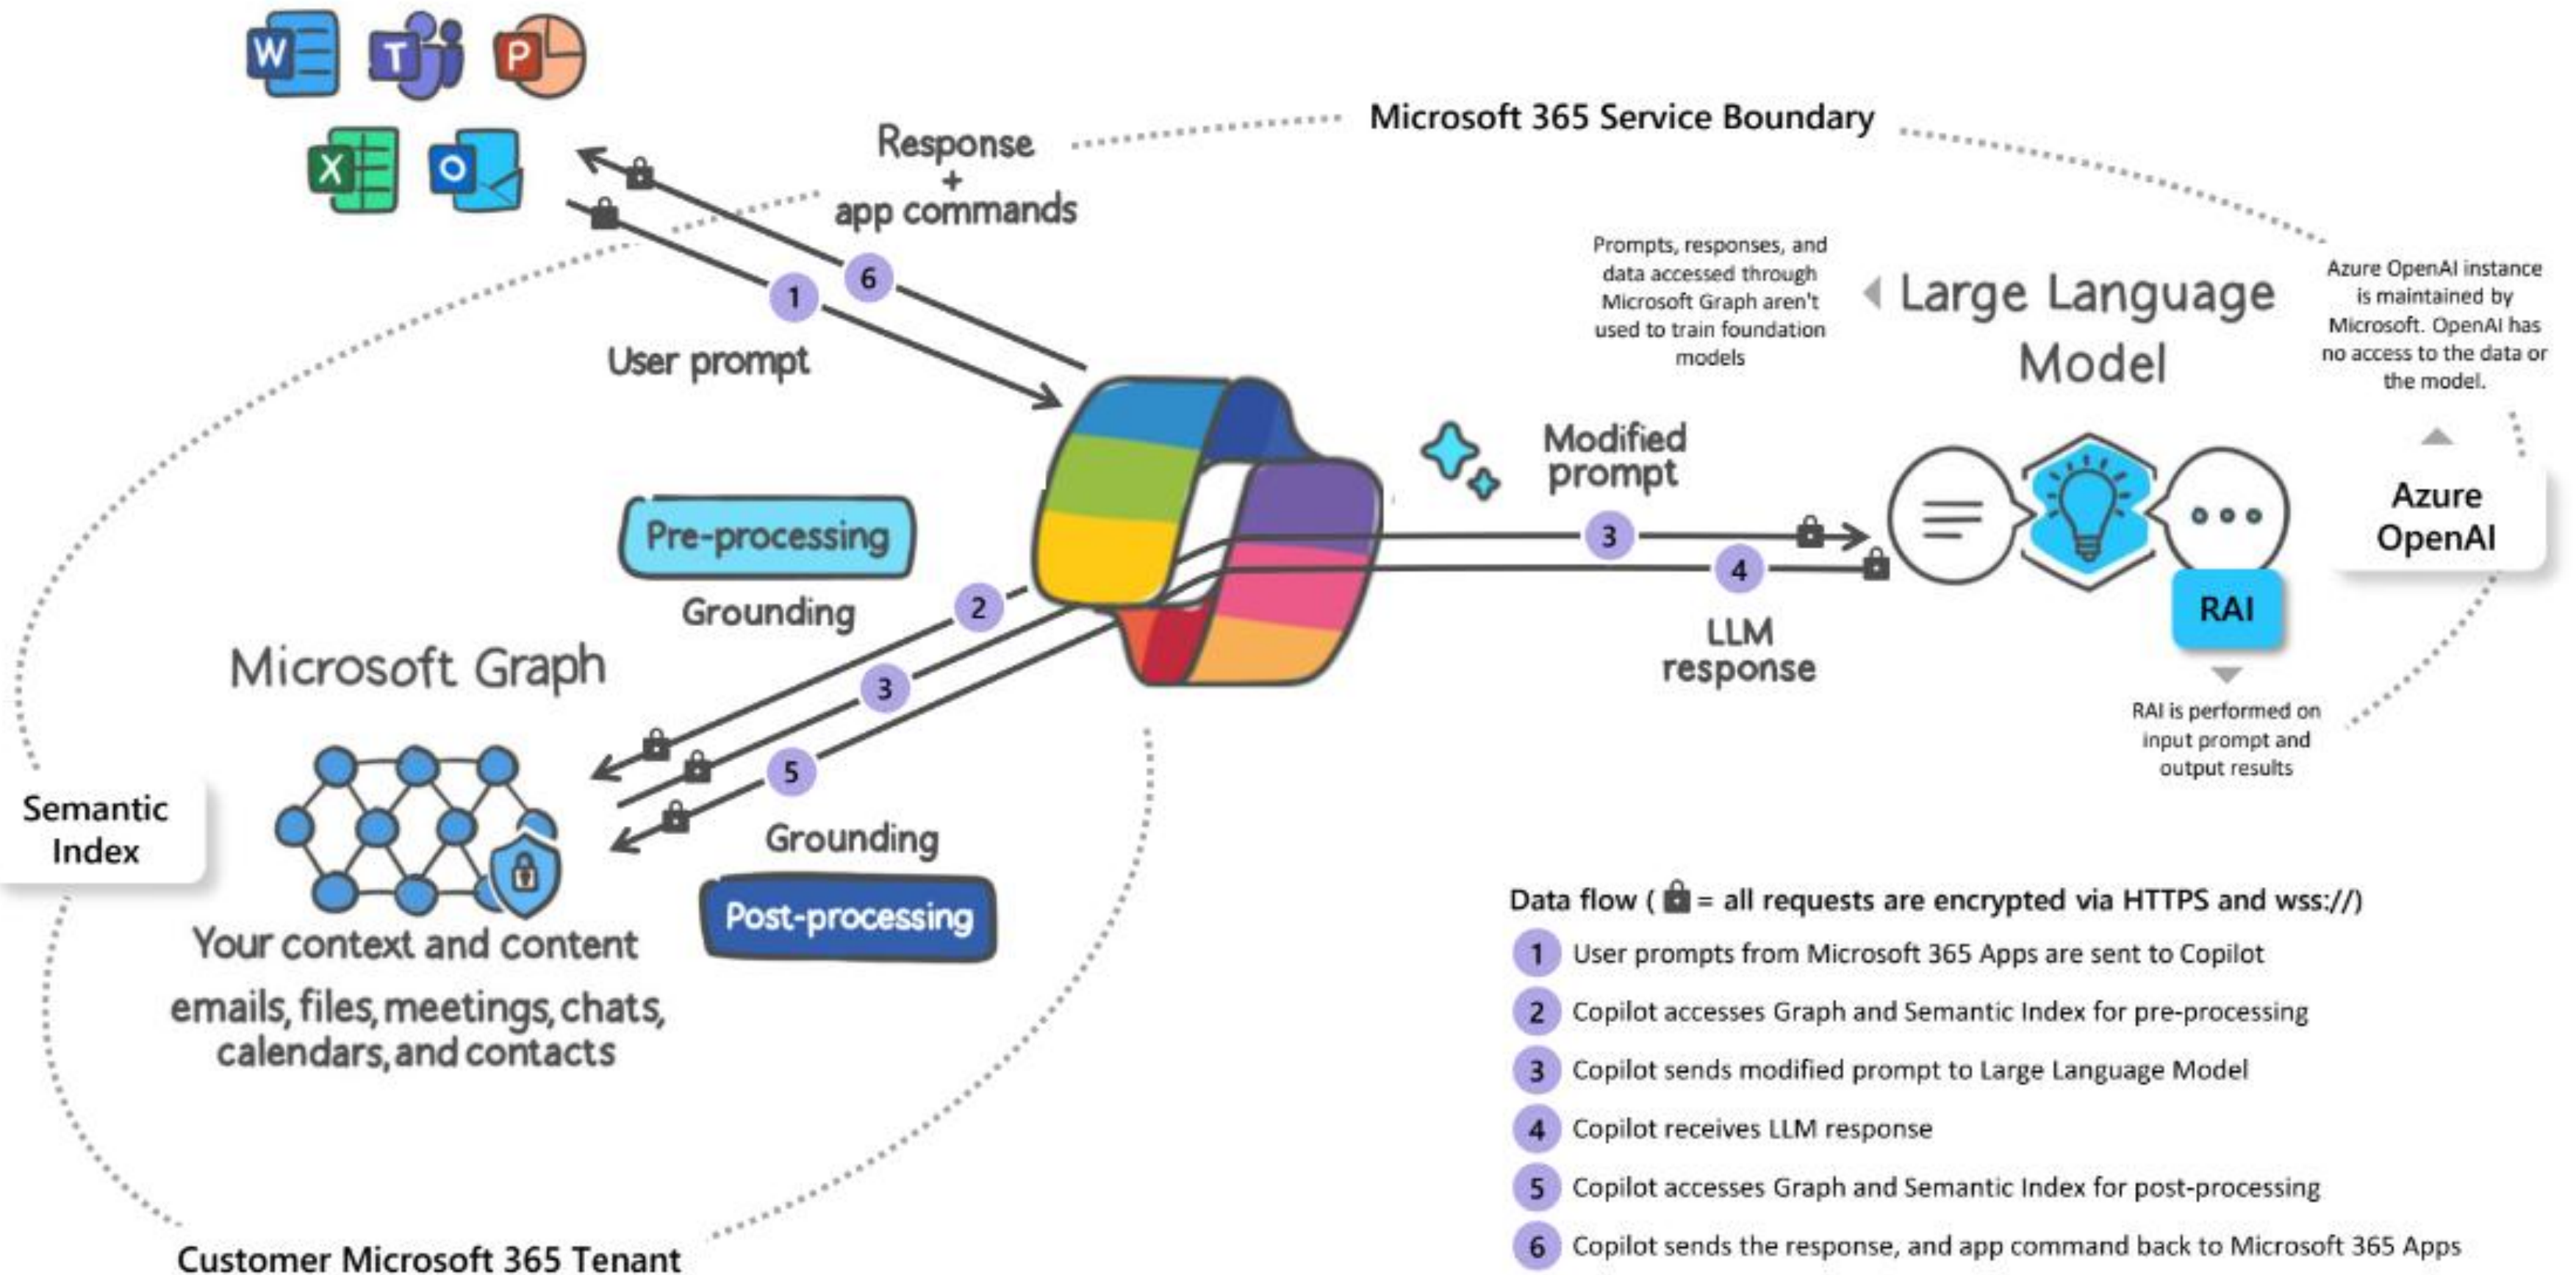 W
T
P
X
O
Microsoft 365 Service Boundary
Response
+
app commands
6
1
User prompt
Prompts, responses, and
data accessed through
Microsoft Graph aren't
used to train foundation
models
Large Language
Model
Azure OpenAI instance
is maintained by
Microsoft. OpenAI has
no access to the data or
the model.
Modified
prompt
3
4
LLM
response
Azure
OpenAI
RAI
RAI is performed on
input prompt and
output results
Pre-processing
Grounding
2
3
5
Microsoft Graph
Semantic
Index
Grounding
Post-processing
Your context and content
emails, files, meetings, chats,
calendars, and contacts
Customer Microsoft 365 Tenant
Data flow ( = all requests are encrypted via HTTPS and wss://)
1 User prompts from Microsoft 365 Apps are sent to Copilot
2 Copilot accesses Graph and Semantic Index for pre-processing
3 Copilot sends modified prompt to Large Language Model
4 Copilot receives LLM response
5 Copilot accesses Graph and Semantic Index for post-processing
6 Copilot sends the response, and app command back to Microsoft 365 Apps